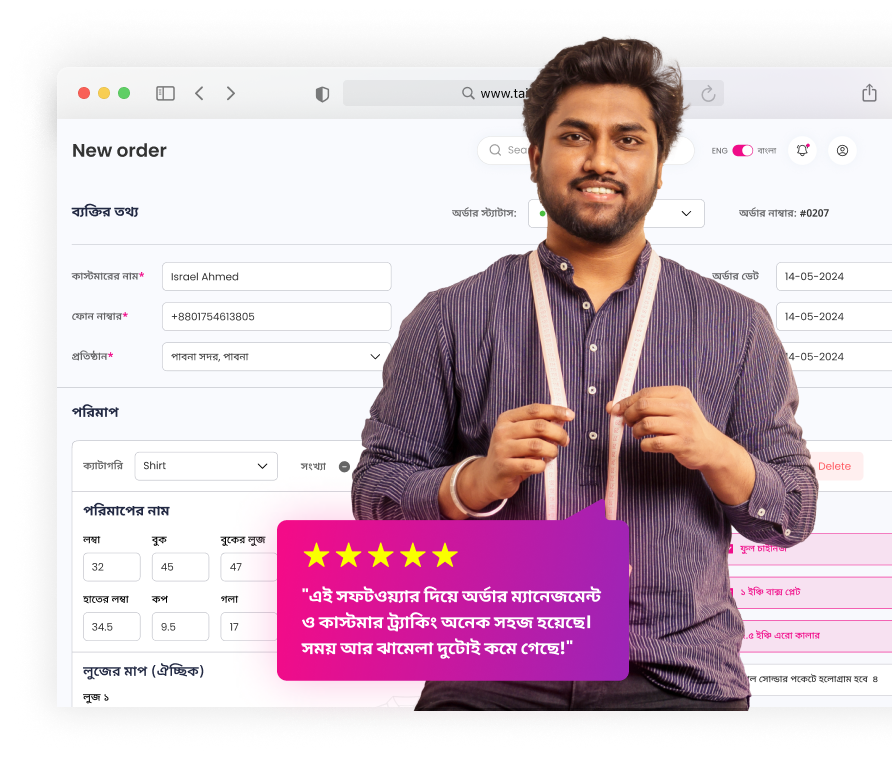 www.tai
New order
Sea
ENG বাংলা
ব্যক্তির তথ্য
অর্ডার স্ট্যাটাস:
অর্ডার নাম্বার: #0207
কাস্টমারের নাম* Israel Ahmed
অর্ডার ডেট 14-05-2024
ফোন নাম্বার* +8801754613805
14-05-2024
প্রতিষ্ঠান* পাবনা সদর, পাবনা
14-05-2024
পরিমাপ
ক্যাটাগরি Shirt
সংখ্যা
Delete
পরিমাপের নাম
লম্বা বুক বুকের লুজ
32 45 47
হাতের লম্বা কপ গলা
34.5 9.5 17
লুজের মাপ (ঐচ্ছিক)
লুজ ১
★★★★★
"এই সফটওয়্যার দিয়ে অর্ডার ম্যানেজমেন্ট
ও কাস্টমার ট্র্যাকিং অনেক সহজ হয়েছে।
সময় আর ঝামেলা দুটোই কমে গেছে!"
ফুল চাইনিজ
১ ইঞ্চি বাক্স প্লেট
.৫ ইঞ্চি এরো কালার
সোল্ডার পকেটে হলোগ্রাম হবে ৪